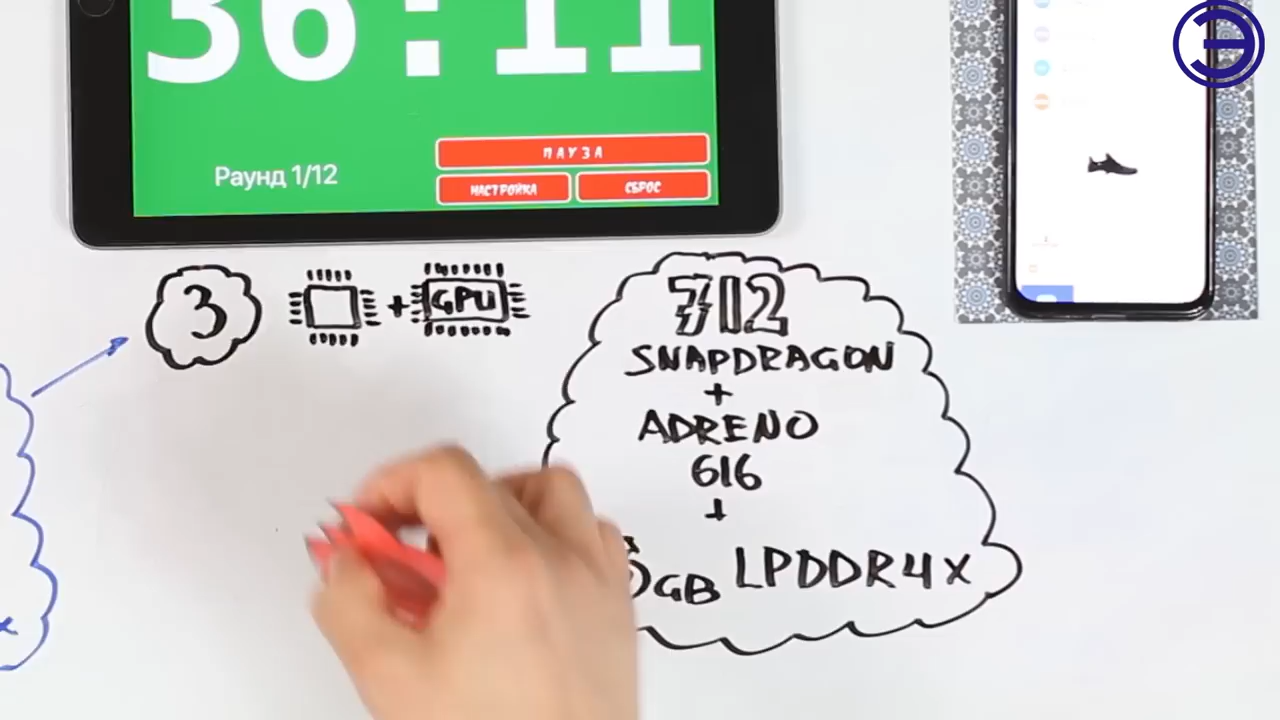 36:11
ПАУЗА
Раунд 1/12
НАСТРОЙКА
СБРОС
Э
3
+
GPU
712
SNAPDRAGON
+
ADRENO
616
+
GB LPDDR4X